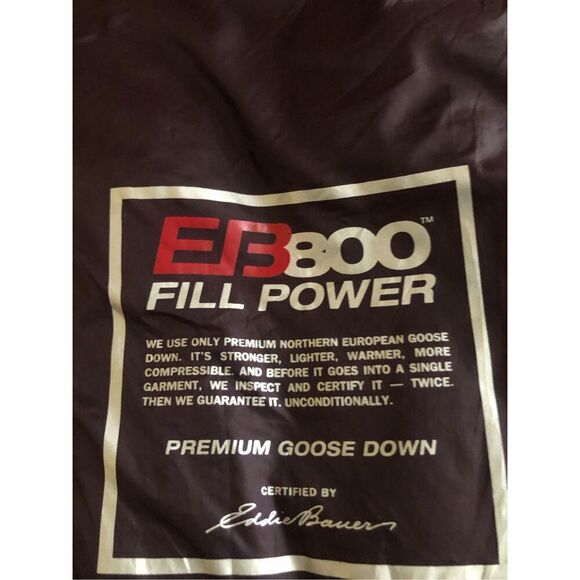 EB800™
FILL POWER
WE USE ONLY PREMIUM NORTHERN EUROPEAN GOOSE
DOWN. IT'S STRONGER, LIGHTER, WARMER, MORE
COMPRESSIBLE. AND BEFORE IT GOES INTO A SINGLE
GARMENT, WE INSPECT AND CERTIFY IT — TWICE.
THEN WE GUARANTEE IT. UNCONDITIONALLY.
PREMIUM GOOSE DOWN
CERTIFIED BY
Eddie Bauer